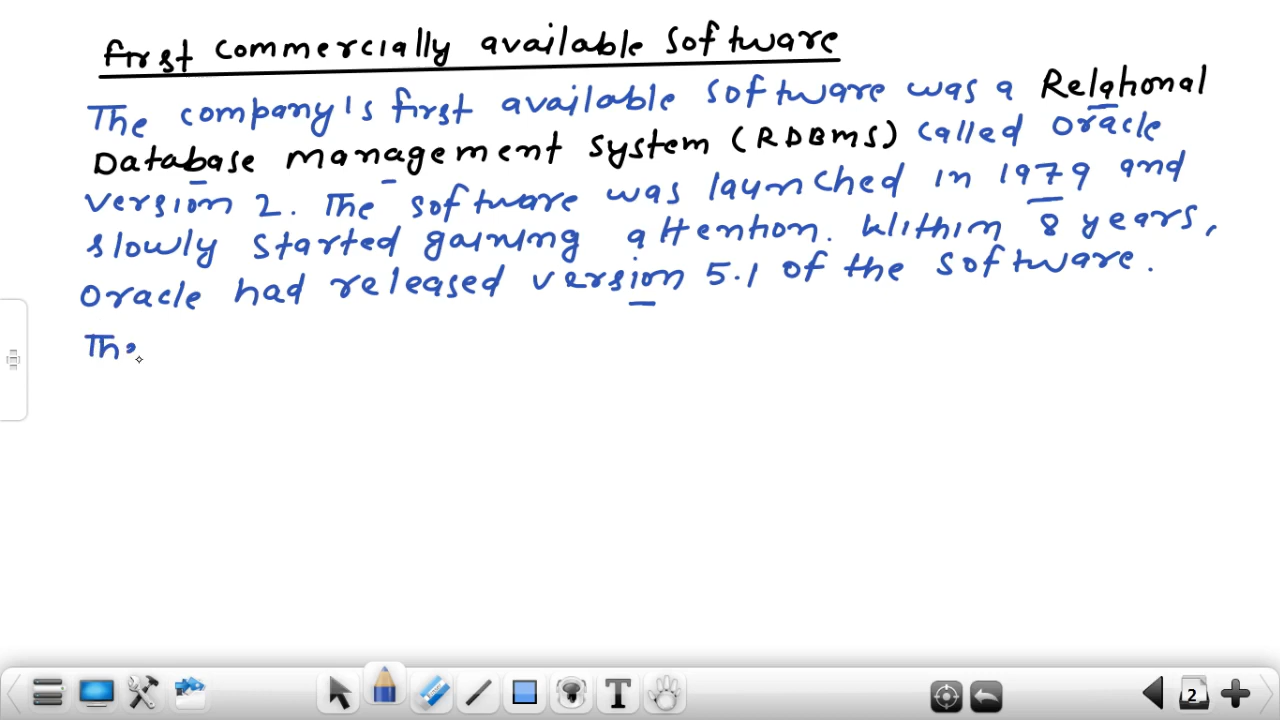 First commercially available Software
The company's first available software was a Relational
Database management System (RDBMS) called Oracle
version 2. The software was launched in 1979 and
slowly started gaining attention. Within 8 years,
Oracle had released version 5.1 of the software.
The
2
T